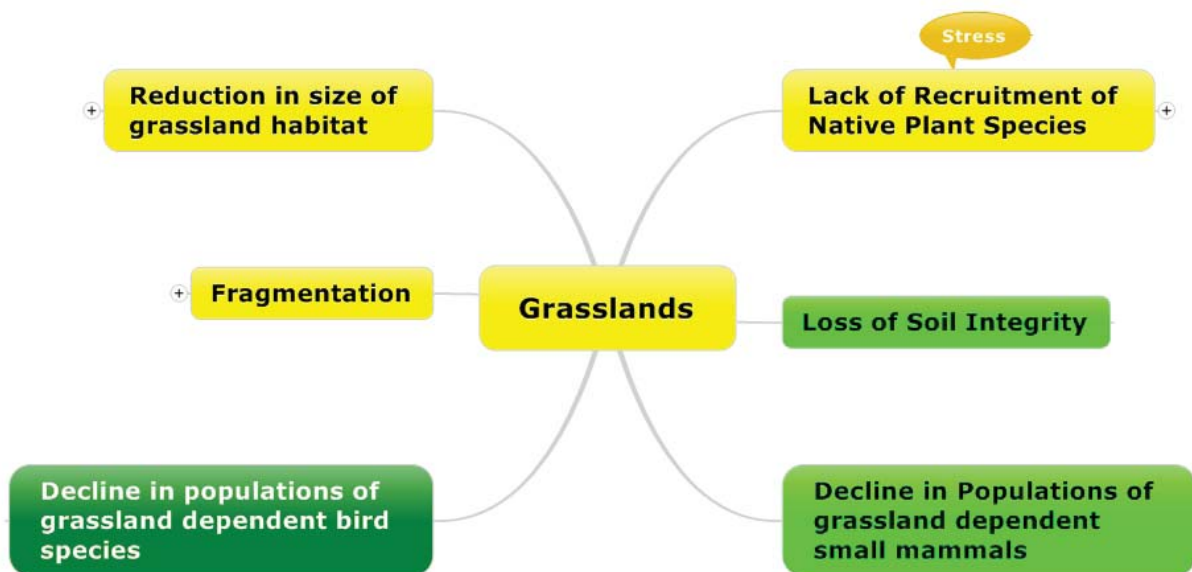 Stress
Reduction in size of
grassland habitat
Lack of Recruitment of
Native Plant Species
Fragmentation
Grasslands
Loss of Soil Integrity
Decline in populations of
grassland dependent bird
species
Decline in Populations of
grassland dependent
small mammals